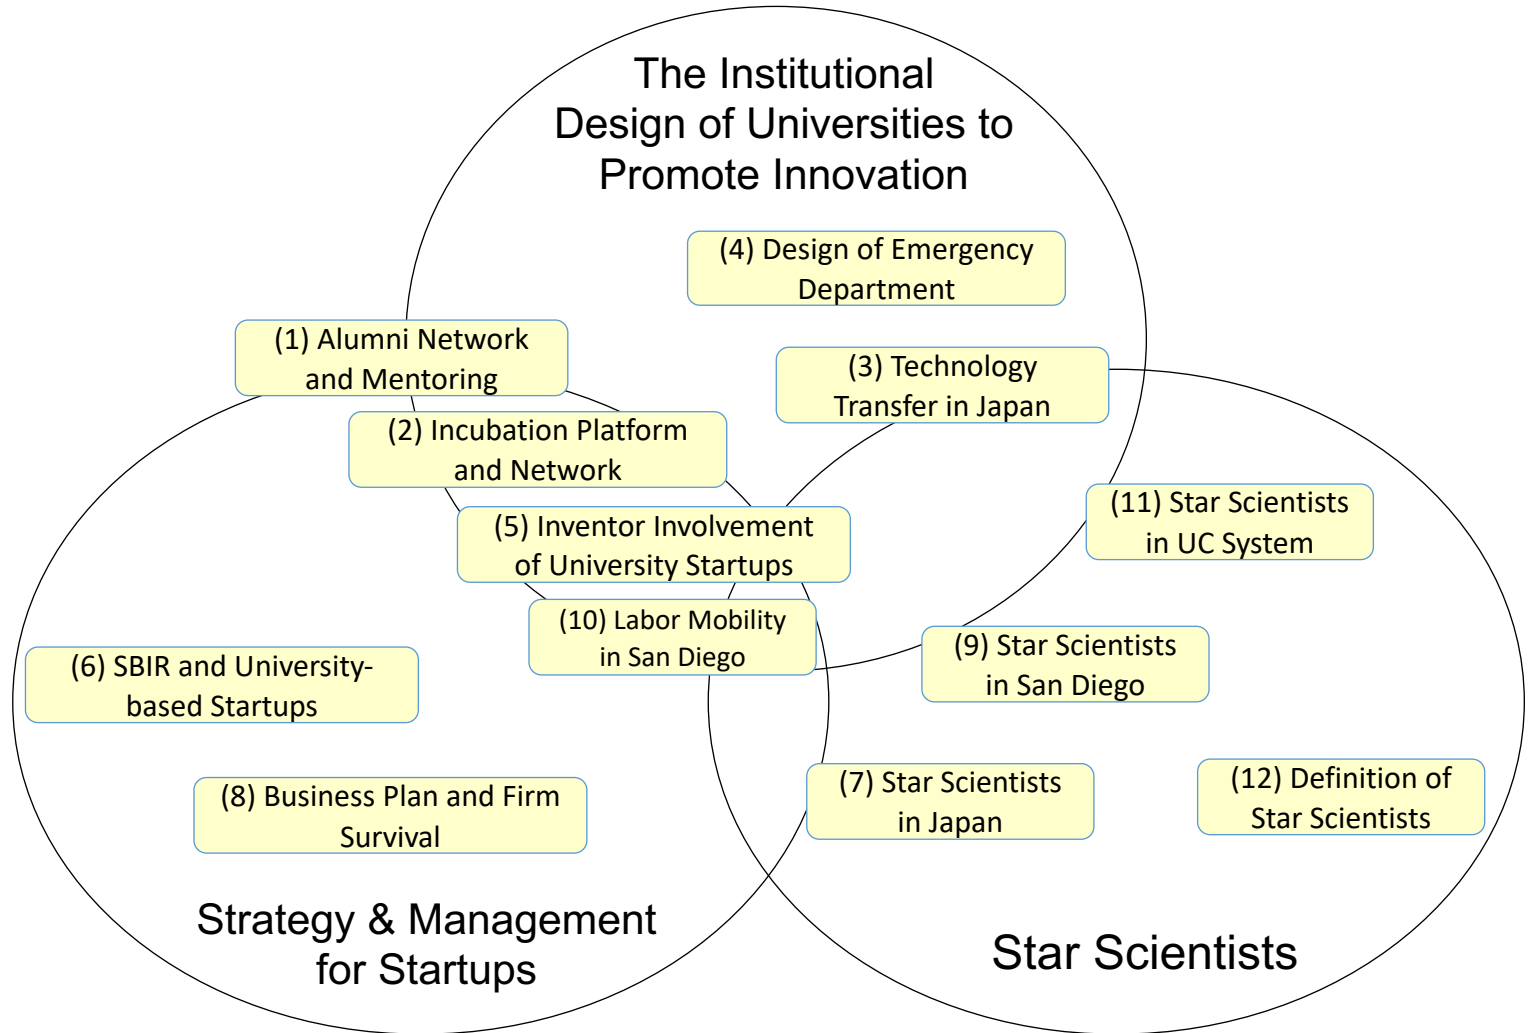 The Institutional
Design of Universities to
Promote Innovation
(4) Design of Emergency
Department
(1) Alumni Network
and Mentoring
(3) Technology
Transfer in Japan
(2) Incubation Platform
and Network
(11) Star Scientists
in UC System
(5) Inventor Involvement
of University Startups
(10) Labor Mobility
in San Diego
(9) Star Scientists
in San Diego
(6) SBIR and University-
based Startups
(7) Star Scientists
in Japan
(12) Definition of
Star Scientists
(8) Business Plan and Firm
Survival
Strategy & Management
for Startups
Star Scientists